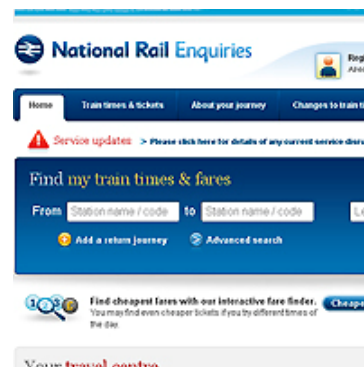 National Rail Enquiries
Home Train times & tickets About your journey Changes to train
Service updates > Please click here for details of any current service
Find my train times & fares
From Station name / code to Station name / code
Add a return journey Advanced search
Find cheapest fares with our interactive fare finder. Cheape
You may find even cheaper tickets if you try different times of
the day.
Your travel centre